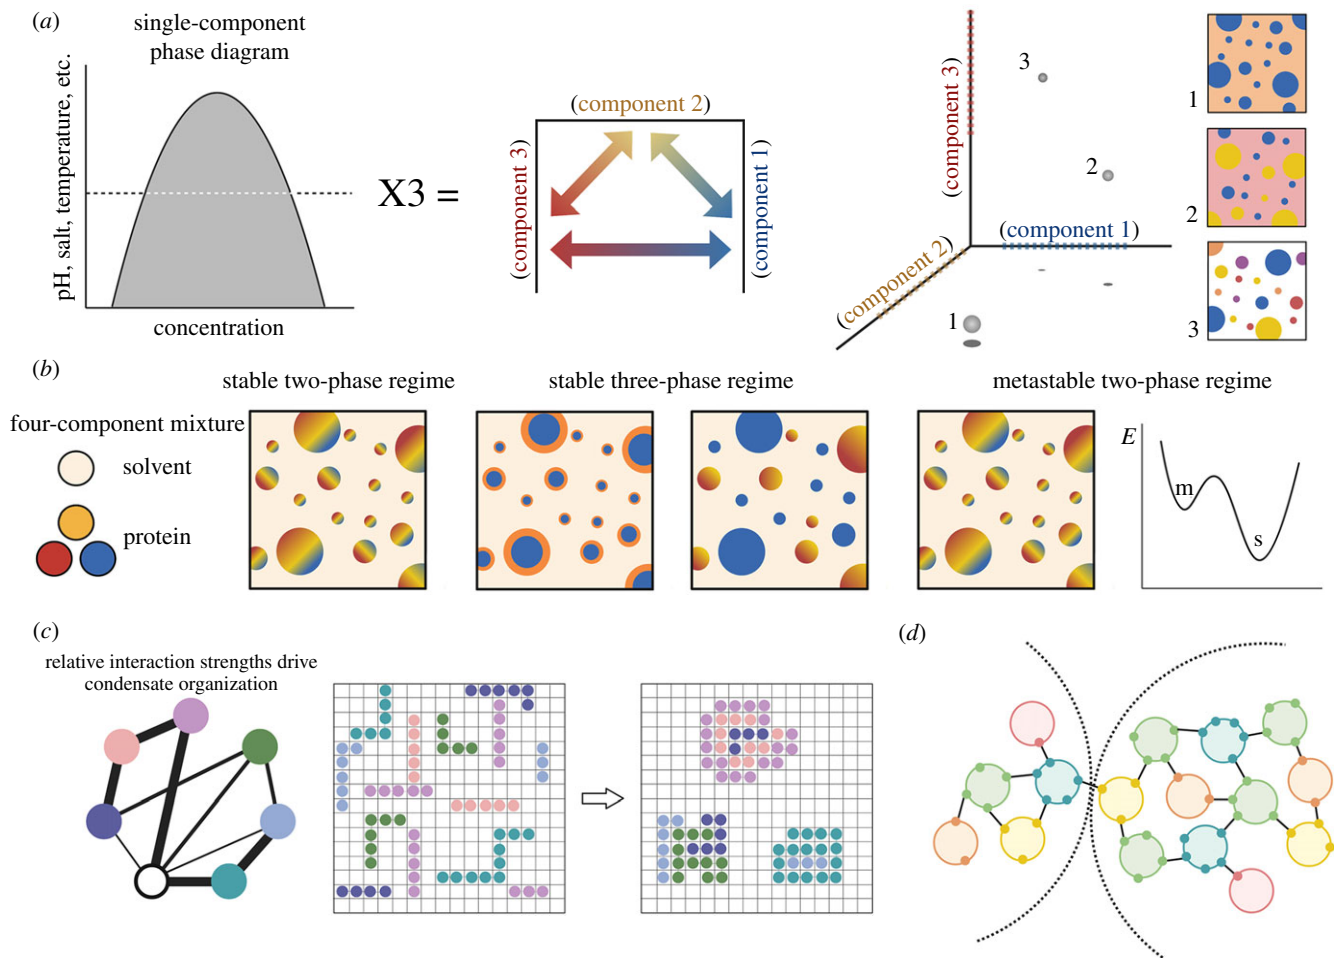 (a)
single-component
phase diagram
pH, salt, temperature, etc.
concentration
X3 =
(component 2)
(component 3)
(component 1)
(component 3)
(component 2)
(component 1)
3
2
1
1
2
3
(b)
stable two-phase regime
stable three-phase regime
metastable two-phase regime
four-component mixture
solvent
protein
E
m
s
(c)
relative interaction strengths drive
condensate organization
(d)